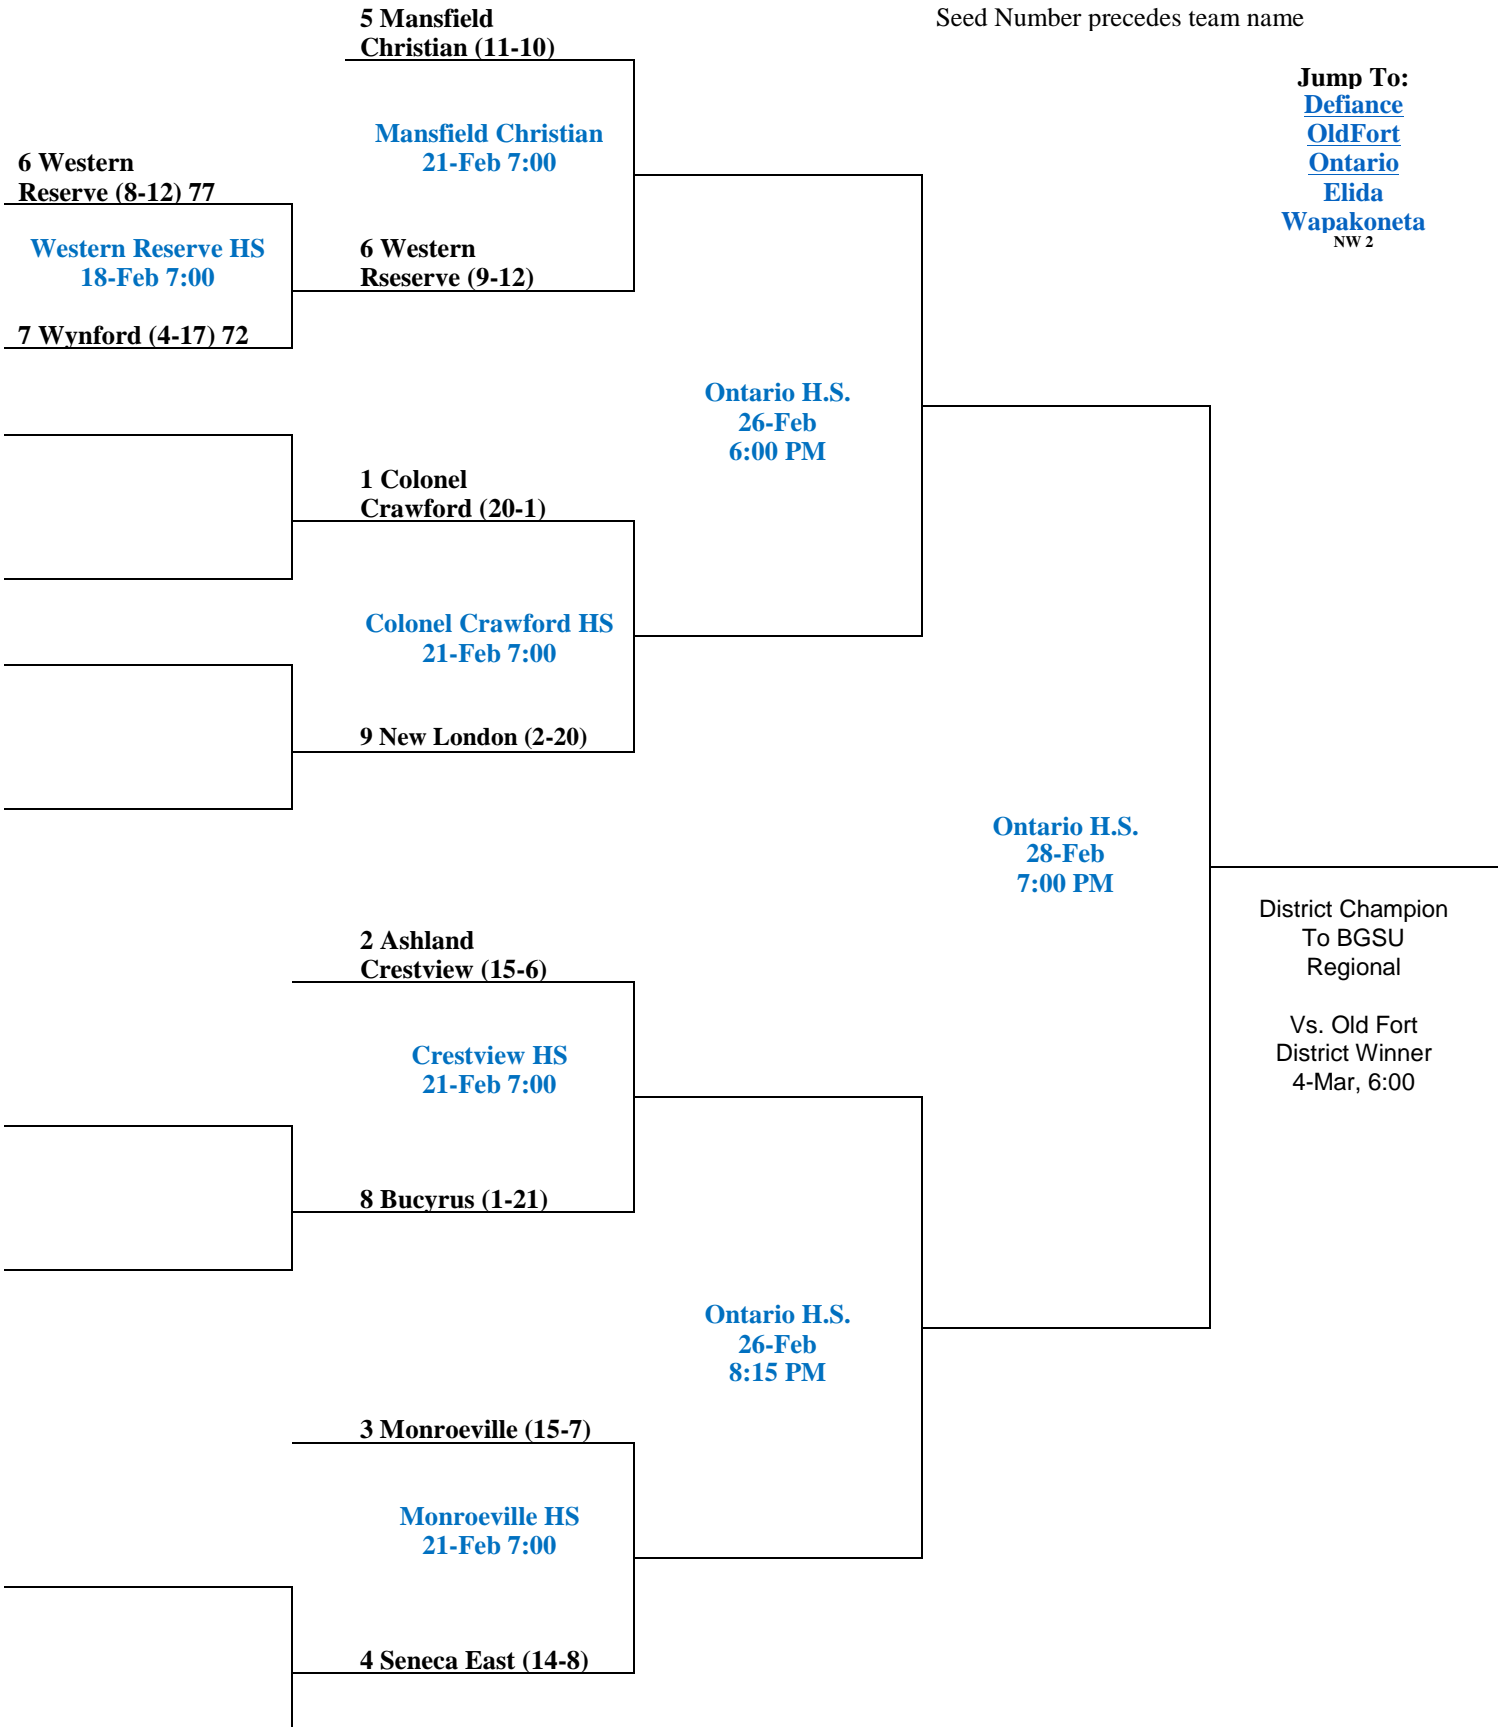 5 Mansfield
Christian (11-10)
Seed Number precedes team name
Jump To:
Defiance
OldFort
Ontario
Elida
Wapakoneta
NW 2
Mansfield Christian
21-Feb 7:00
6 Western
Reserve (8-12) 77
Western Reserve HS
18-Feb 7:00
6 Western
Rseserve (9-12)
7 Wynford (4-17) 72
Ontario H.S.
26-Feb
6:00 PM
1 Colonel
Crawford (20-1)
Colonel Crawford HS
21-Feb 7:00
9 New London (2-20)
Ontario H.S.
28-Feb
7:00 PM
District Champion
To BGSU
Regional
Vs. Old Fort
District Winner
4-Mar, 6:00
2 Ashland
Crestview (15-6)
Crestview HS
21-Feb 7:00
8 Bucyrus (1-21)
Ontario H.S.
26-Feb
8:15 PM
3 Monroeville (15-7)
Monroeville HS
21-Feb 7:00
4 Seneca East (14-8)